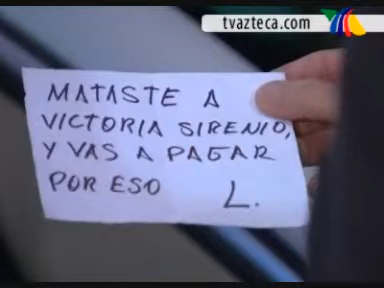 tvazteca.com
MATASTE A
VICTORIA SIRENIO,
Y VAS A PAGAR
POR ESO L.